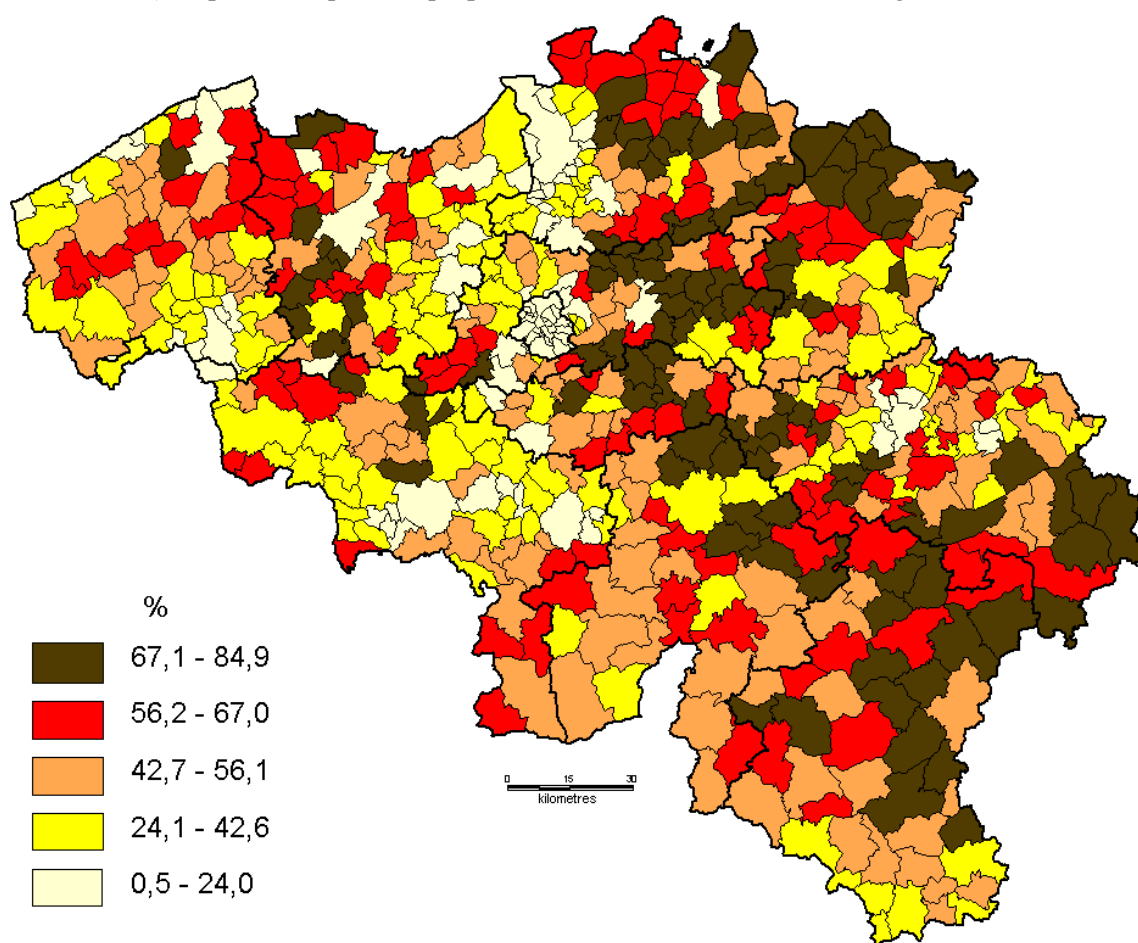 %
67,1 - 84,9
56,2 - 67,0
42,7 - 56,1
24,1 - 42,6
0,5 - 24,0
0 15 30
kilometres